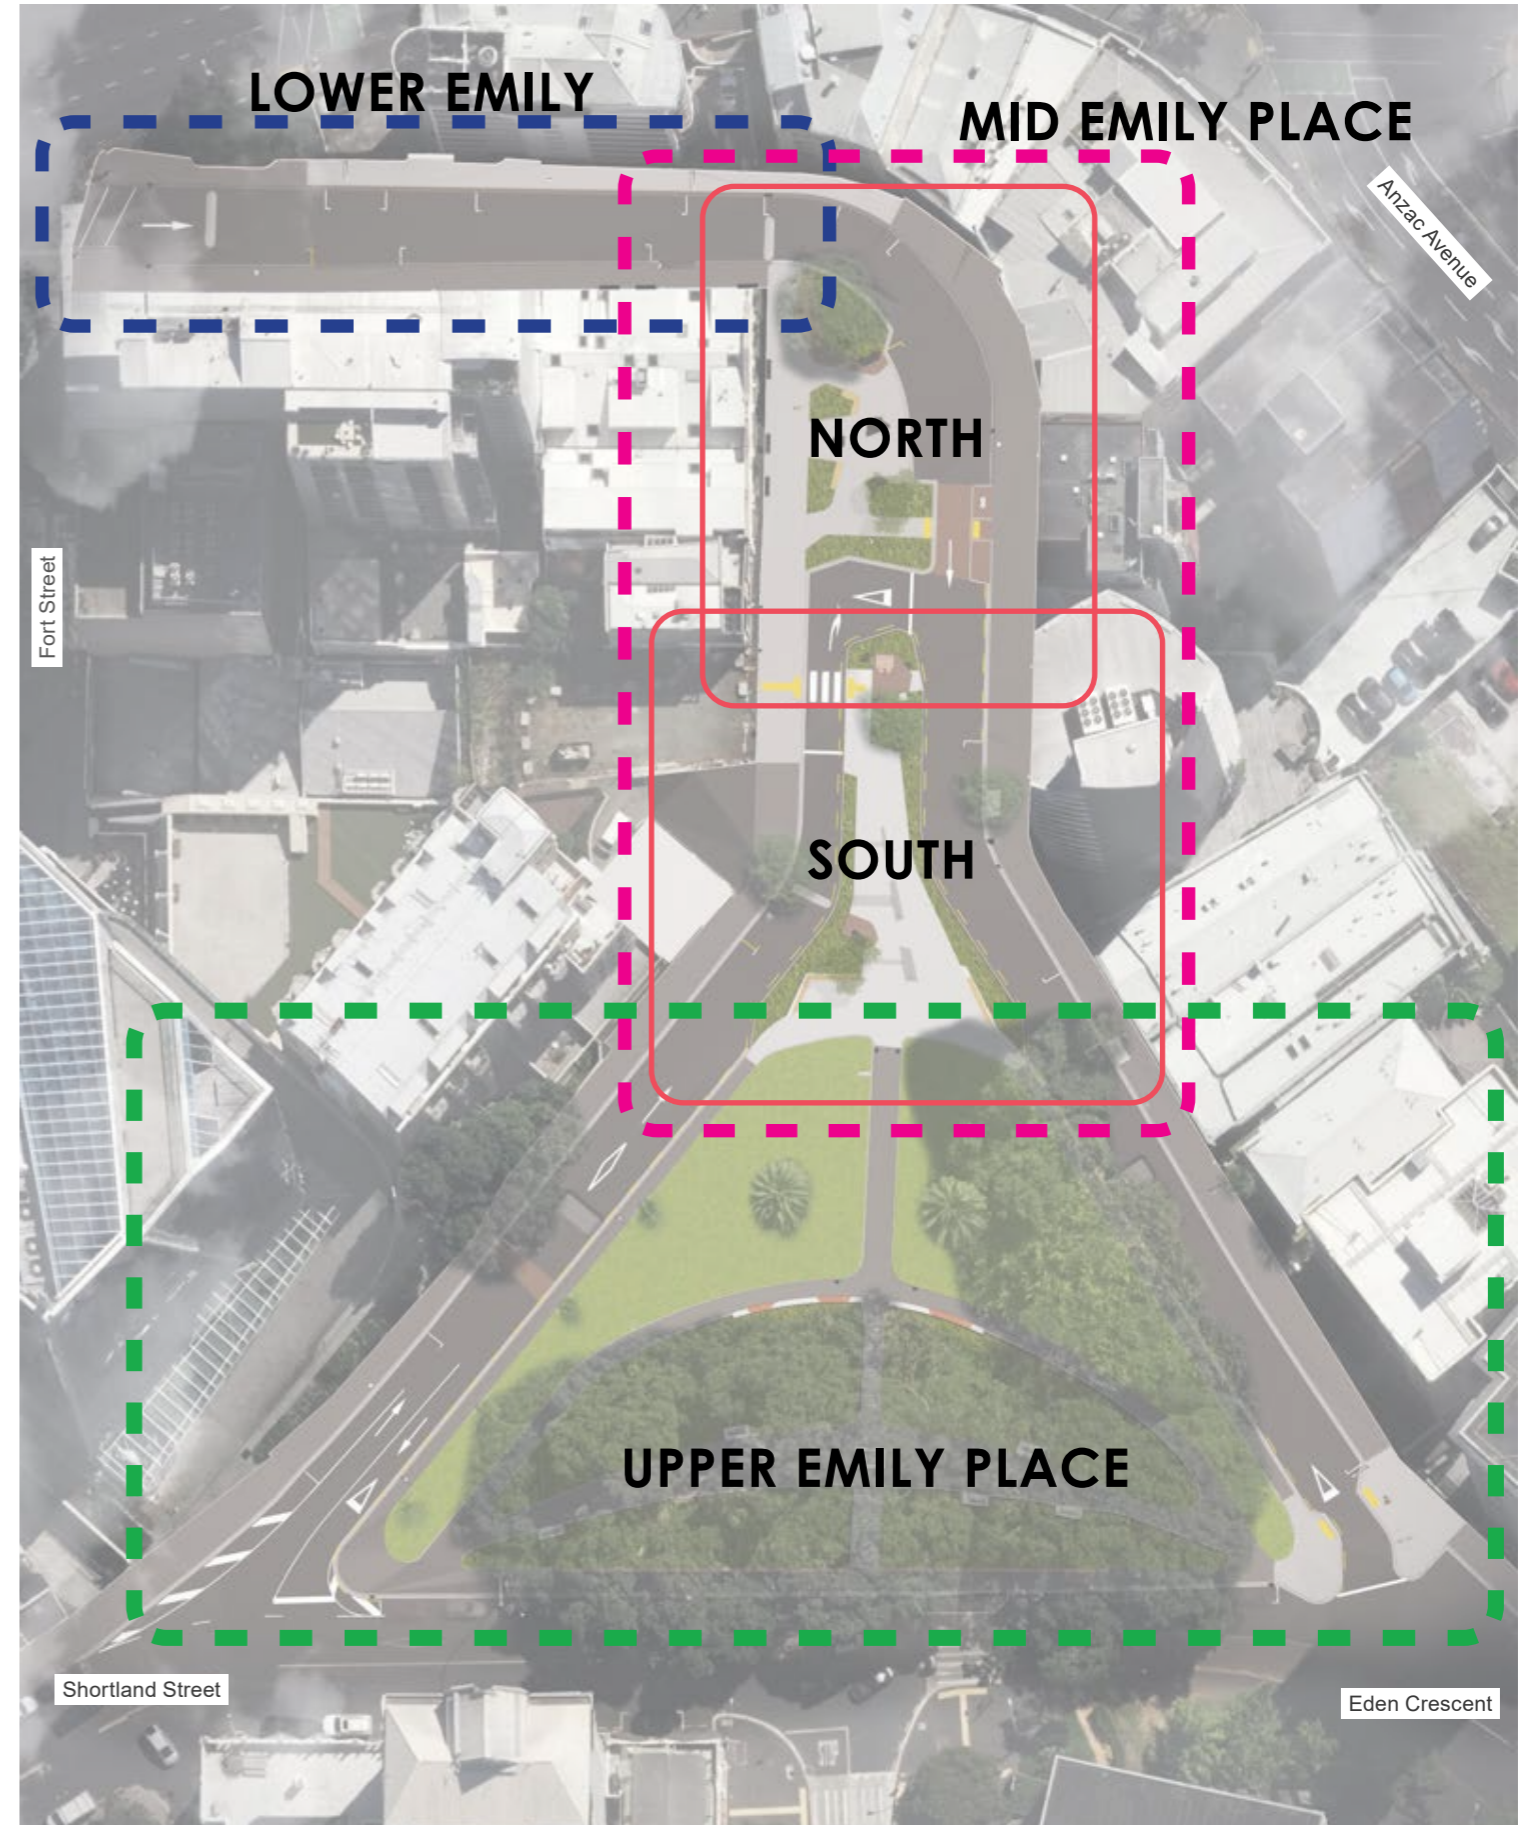 LOWER EMILY
MID EMILY PLACE
Anzac Avenue
NORTH
Fort Street
SOUTH
UPPER EMILY PLACE
Shortland Street
Eden Crescent